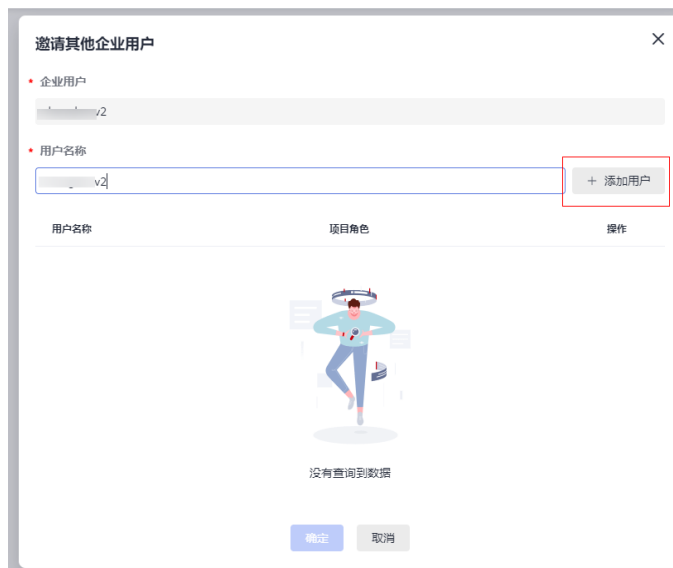 邀请其他企业用户
* 企业用户
v2
* 用户名称
v2
+ 添加用户
用户名称 项目角色 操作
没有查询到数据
确定 取消